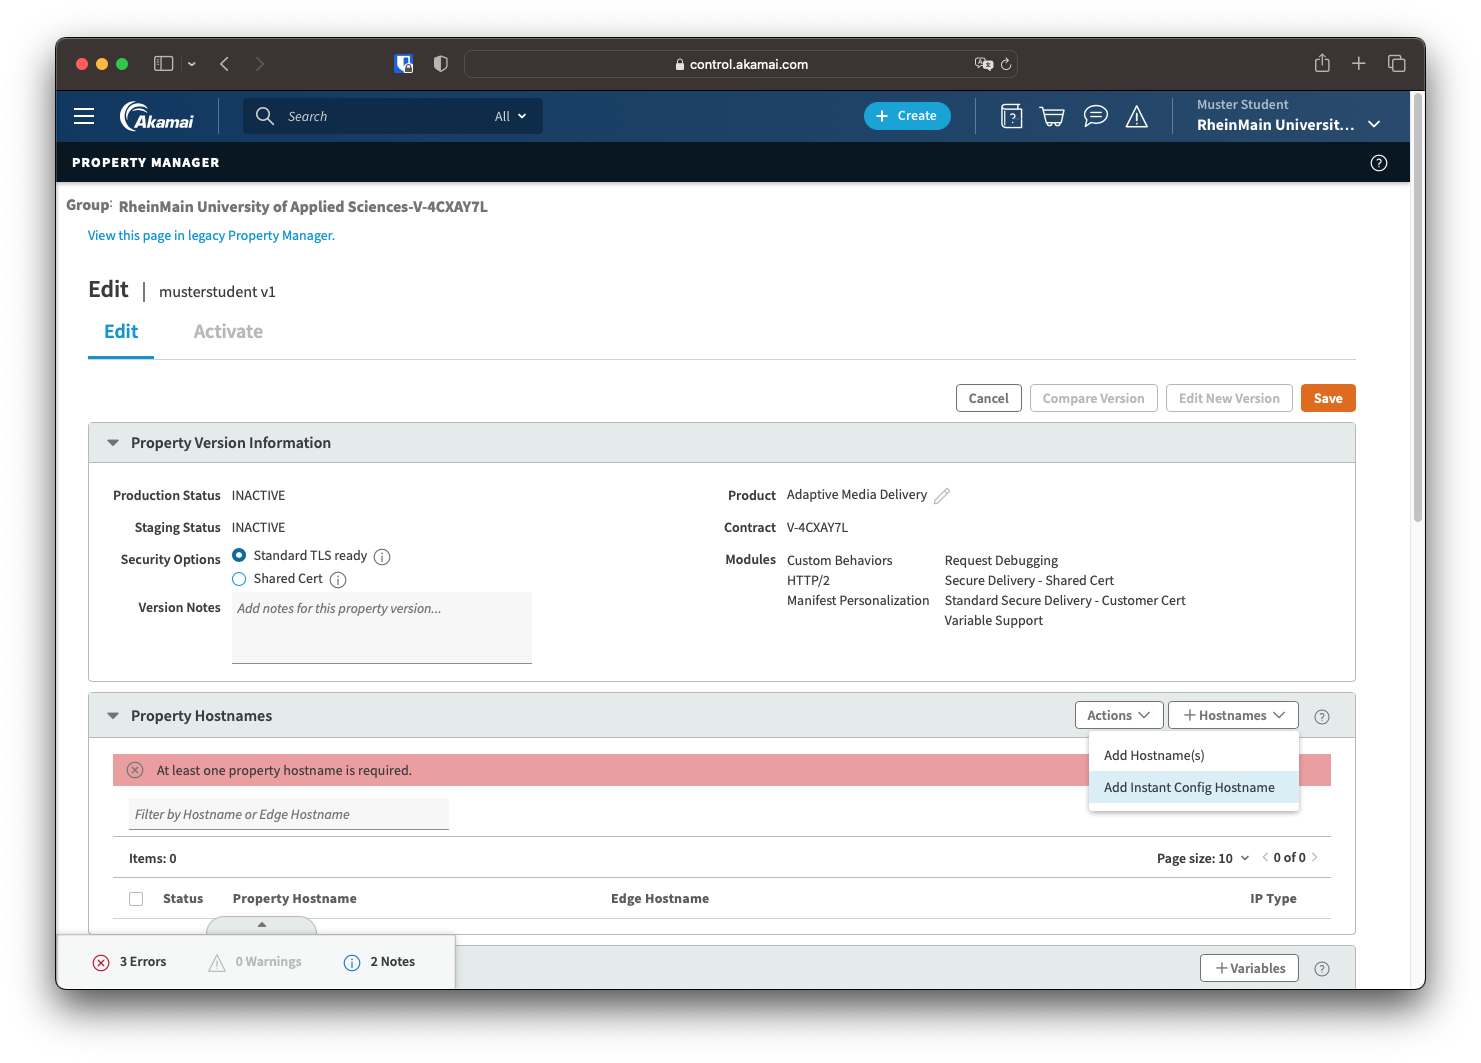 control.akamai.com
Akamai
Search
All
+ Create
Muster Student
RheinMain Universit...
PROPERTY MANAGER
Group: RheinMain University of Applied Sciences-V-4CXAY7L
View this page in legacy Property Manager.
Edit | musterstudent v1
Edit
Activate
Cancel
Compare Version
Edit New Version
Save
Property Version Information
Production Status INACTIVE
Staging Status INACTIVE
Security Options Standard TLS ready
Shared Cert
Version Notes Add notes for this property version...
Product Adaptive Media Delivery
Contract V-4CXAY7L
Modules Custom Behaviors
HTTP/2
Manifest Personalization
Request Debugging
Secure Delivery - Shared Cert
Standard Secure Delivery - Customer Cert
Variable Support
Property Hostnames
Actions
+ Hostnames
Add Hostname(s)
Add Instant Config Hostname
At least one property hostname is required.
Filter by Hostname or Edge Hostname
Items: 0
Page size: 10
0 of 0
Status
Property Hostname
Edge Hostname
IP Type
3 Errors
0 Warnings
2 Notes
+ Variables